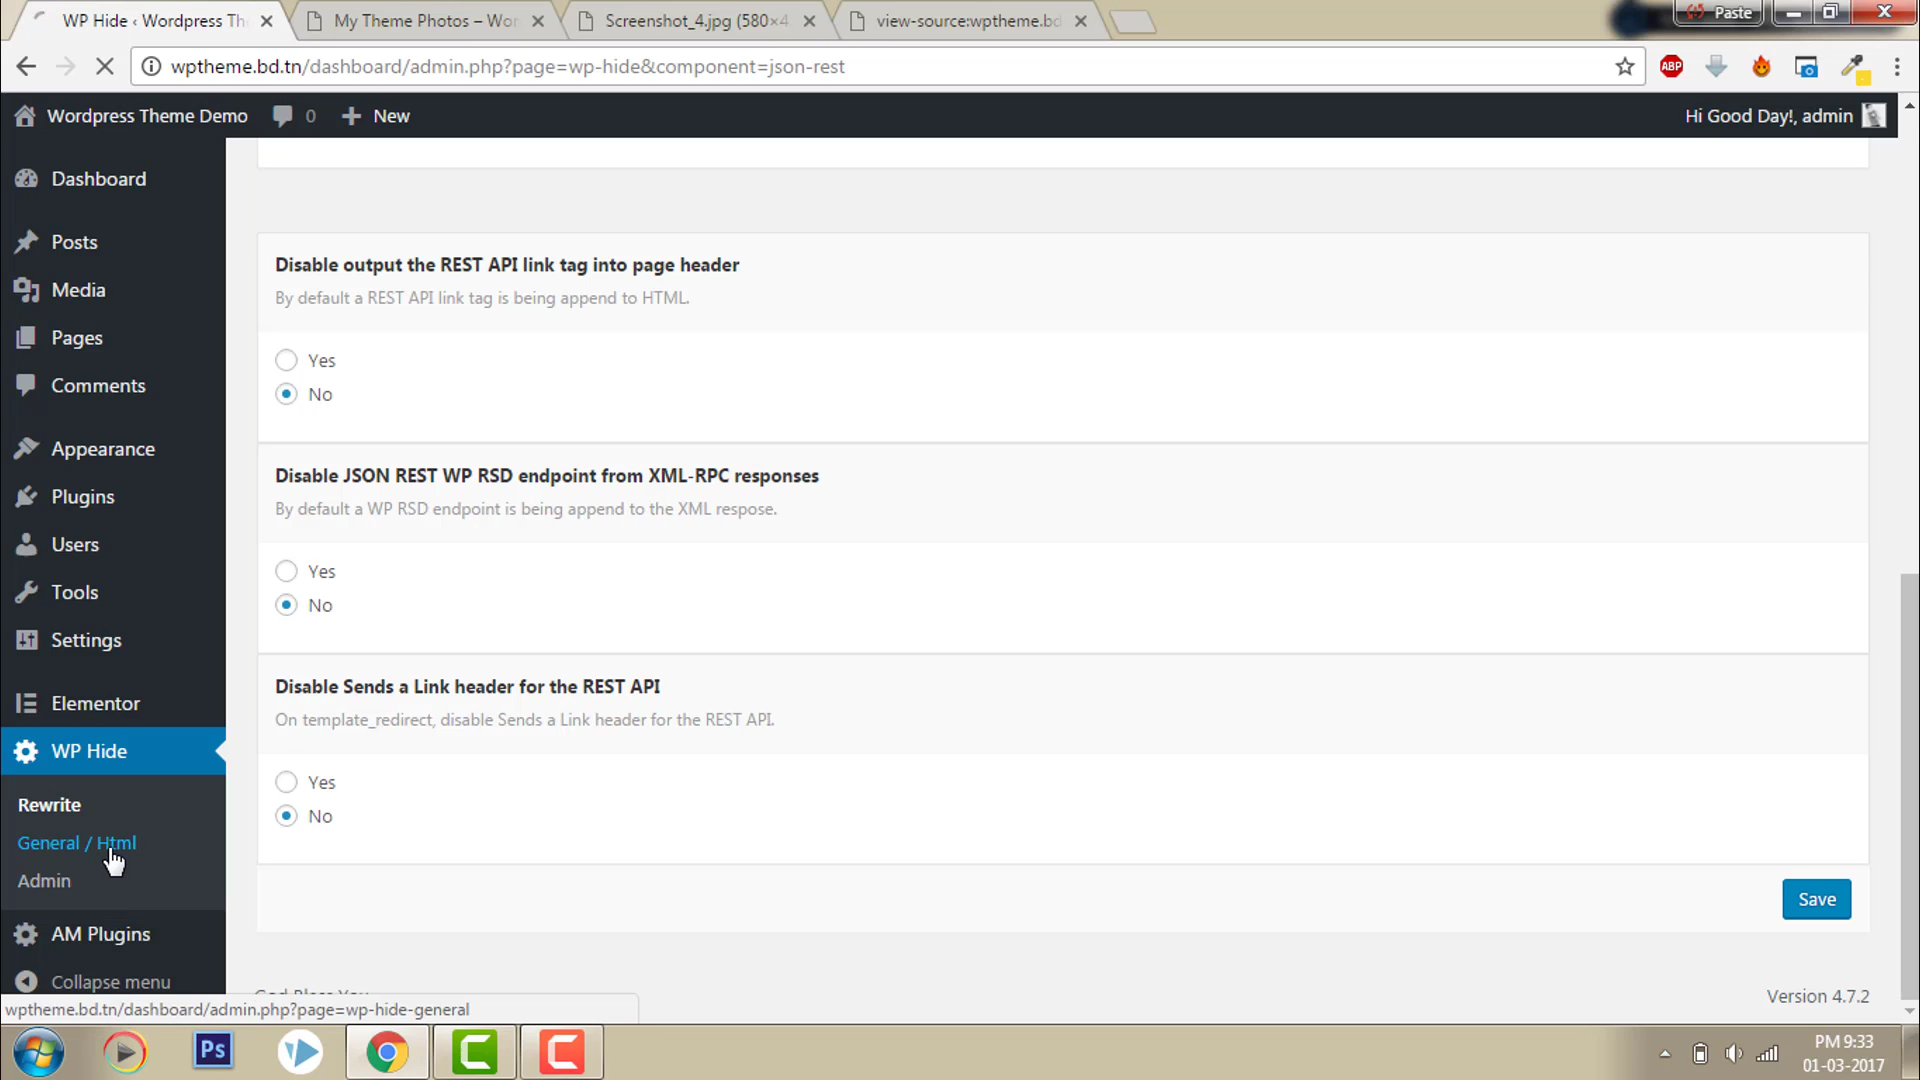 WP Hide ‹ Wordpress Th
My Theme Photos – Wor
Screenshot_4.jpg (580×4
view-source:wptheme.bd
Paste
wptheme.bd.tn/dashboard/admin.php?page=wp-hide&component=json-rest
ABP
Wordpress Theme Demo
0
New
Hi Good Day!, admin
Dashboard
Posts
Media
Pages
Comments
Appearance
Plugins
Users
Tools
Settings
Elementor
WP Hide
Rewrite
General / Html
Admin
AM Plugins
Collapse menu
Disable output the REST API link tag into page header
By default a REST API link tag is being append to HTML.
Yes
No
Disable JSON REST WP RSD endpoint from XML-RPC responses
By default a WP RSD endpoint is being append to the XML respose.
Yes
No
Disable Sends a Link header for the REST API
On template_redirect, disable Sends a Link header for the REST API.
Yes
No
Save
God Bless You
Version 4.7.2
wptheme.bd.tn/dashboard/admin.php?page=wp-hide-general
Ps
PM 9:33
01-03-2017